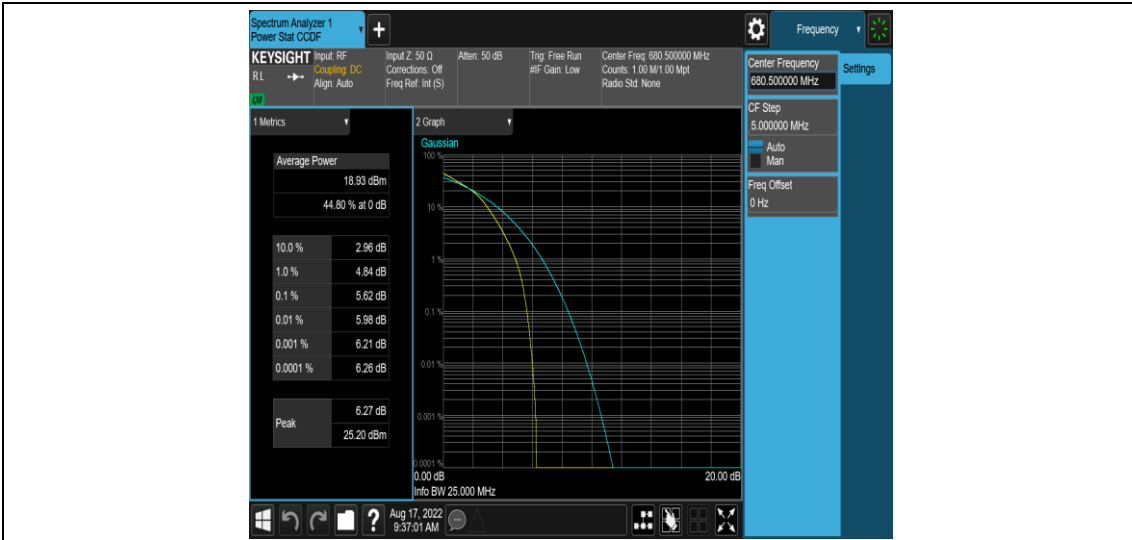 Spectrum Analyzer 1
Power Stat CCDF
+
Frequency
KEYSIGHT
RL
LXI
Input: RF
Coupling: DC
Align: Auto
Input Z: 50 Ω
Corrections: Off
Freq Ref: Int (S)
Atten: 50 dB
Trig: Free Run
#IF Gain: Low
Center Freq: 680.500000 MHz
Counts: 1.00 M/1.00 Mpt
Radio Std: None
Center Frequency
680.500000 MHz
Settings
CF Step
5.000000 MHz
Auto
Man
Freq Offset
0 Hz
1 Metrics
Average Power
18.93 dBm
44.80 % at 0 dB
10.0 % 2.96 dB
1.0 % 4.84 dB
0.1 % 5.62 dB
0.01 % 5.98 dB
0.001 % 6.21 dB
0.0001 % 6.26 dB
Peak
6.27 dB
25.20 dBm
2 Graph
Gaussian
100 %
10 %
1 %
0.1 %
0.01 %
0.001 %
0.0001 %
0.00 dB 20.00 dB
Info BW 25.000 MHz
?
Aug 17, 2022
9:37:01 AM